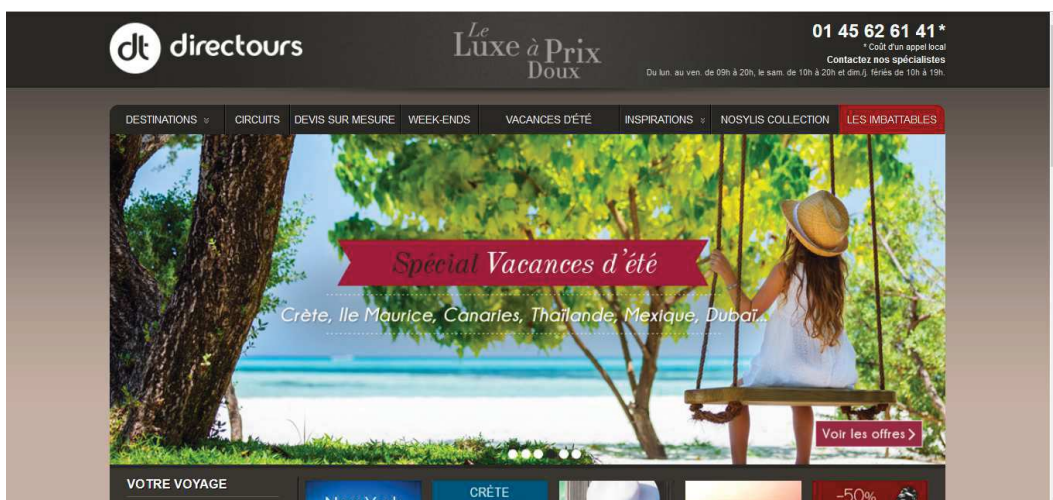 dt directours
Le
Luxe à Prix
Doux
01 45 62 61 41*
* Coût d'un appel local
Contactez nos spécialistes
Du lun. au ven. de 09h à 20h, le sam. de 10h à 20h et dim./j. fériés de 10h à 19h.
DESTINATIONS CIRCUITS DEVIS SUR MESURE WEEK-ENDS VACANCES D'ÉTÉ INSPIRATIONS NOSYLIS COLLECTION LES IMBATTABLES
Spécial Vacances d'été
Crète, Ile Maurice, Canaries, Thaïlande, Mexique, Dubaï...
Voir les offres
VOTRE VOYAGE
New York
CRÈTE
-50%